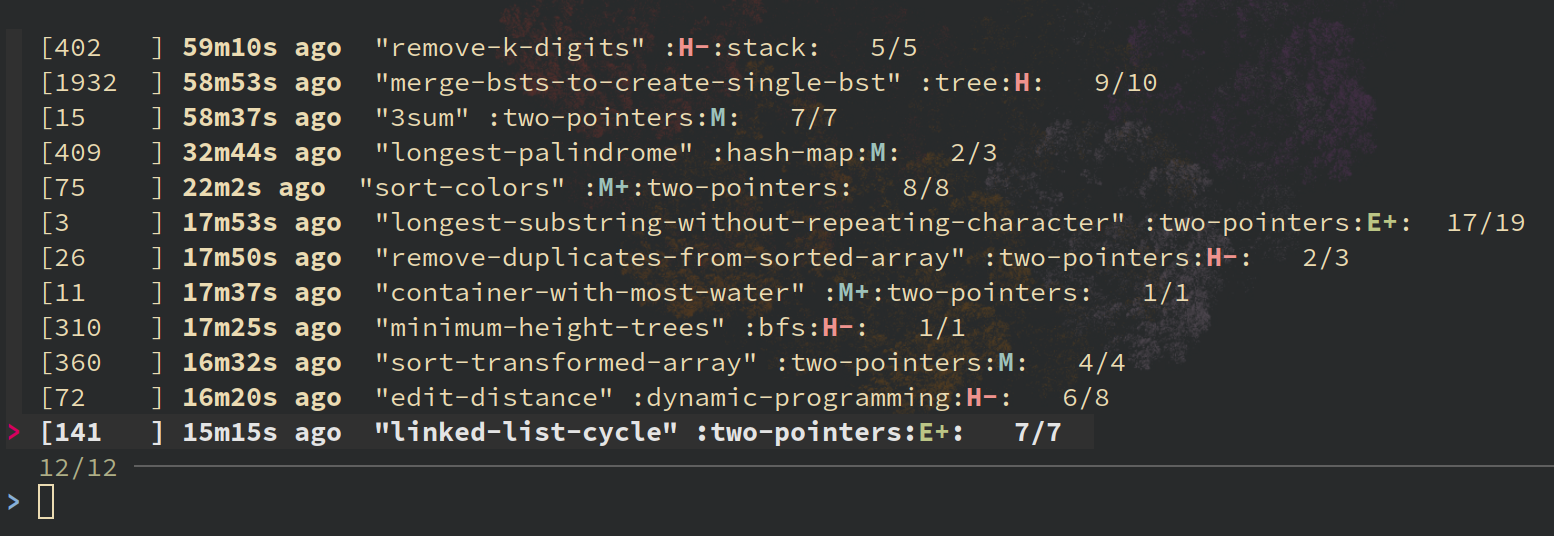 [402   ] 59m10s ago  "remove-k-digits" :H-:stack:   5/5
[1932  ] 58m53s ago  "merge-bsts-to-create-single-bst" :tree:H:   9/10
[15    ] 58m37s ago  "3sum" :two-pointers:M:   7/7
[409   ] 32m44s ago  "longest-palindrome" :hash-map:M:   2/3
[75    ] 22m2s ago  "sort-colors" :M+:two-pointers:   8/8
[3     ] 17m53s ago  "longest-substring-without-repeating-character" :two-pointers:E+:  17/19
[26    ] 17m50s ago  "remove-duplicates-from-sorted-array" :two-pointers:H-:   2/3
[11    ] 17m37s ago  "container-with-most-water" :M+:two-pointers:   1/1
[310   ] 17m25s ago  "minimum-height-trees" :bfs:H-:   1/1
[360   ] 16m32s ago  "sort-transformed-array" :two-pointers:M:   4/4
[72    ] 16m20s ago  "edit-distance" :dynamic-programming:H-:   6/8
> [141   ] 15m15s ago  "linked-list-cycle" :two-pointers:E+:   7/7
12/12
>